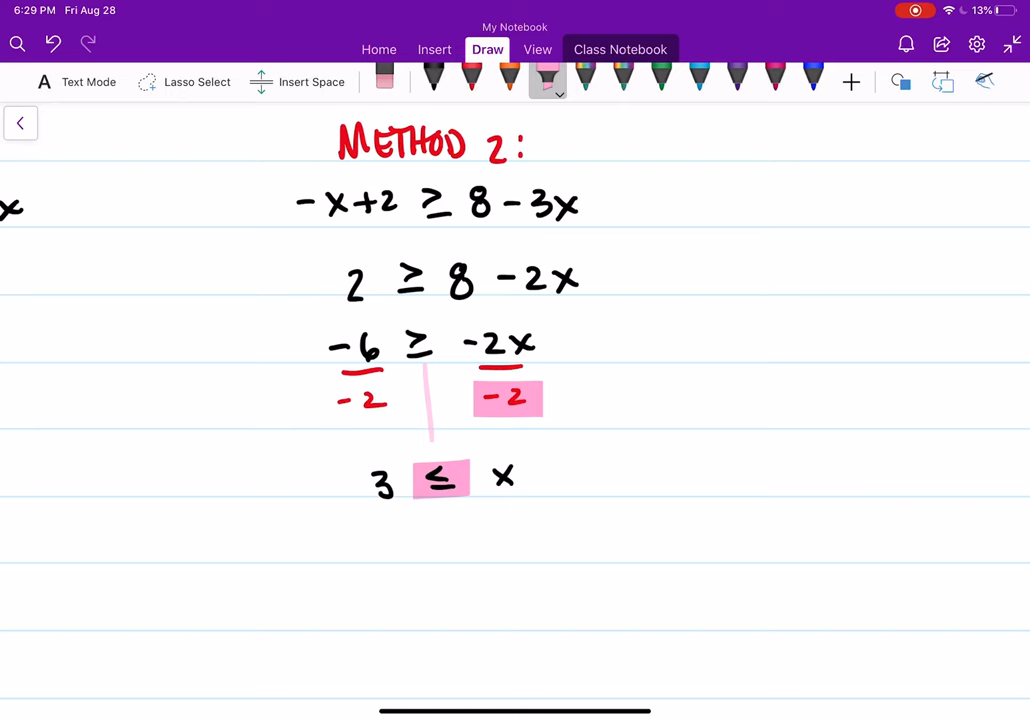 6:29 PM Fri Aug 28 13%
My Notebook
Home Insert Draw View Class Notebook
A Text Mode Lasso Select Insert Space
METHOD 2:
x
-x+2 ≥ 8-3x
2 ≥ 8-2x
-6 ≥ -2x
-2 -2
3 ≤ x